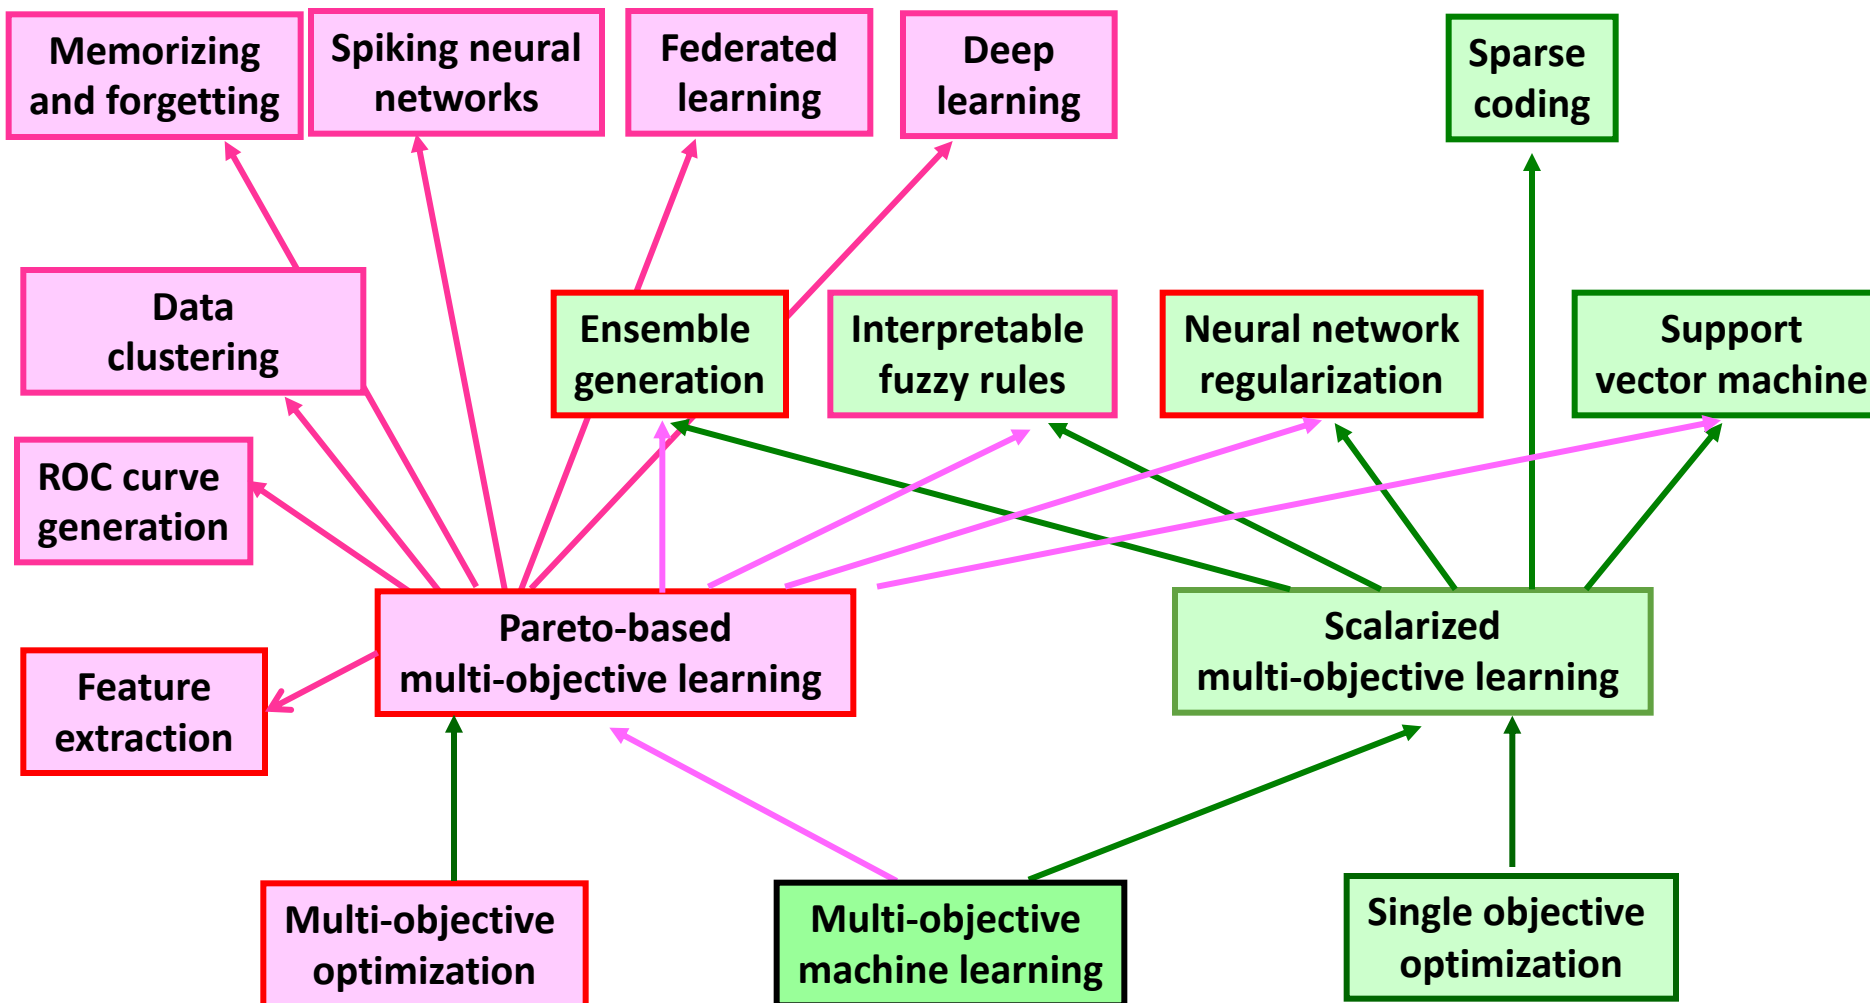 Memorizing
and forgetting
Spiking neural
networks
Federated
learning
Deep
learning
Sparse
coding
Data
clustering
Ensemble
generation
Interpretable
fuzzy rules
Neural network
regularization
Support
vector machine
ROC curve
generation
Pareto-based
multi-objective learning
Scalarized
multi-objective learning
Feature
extraction
Multi-objective
optimization
Multi-objective
machine learning
Single objective
optimization